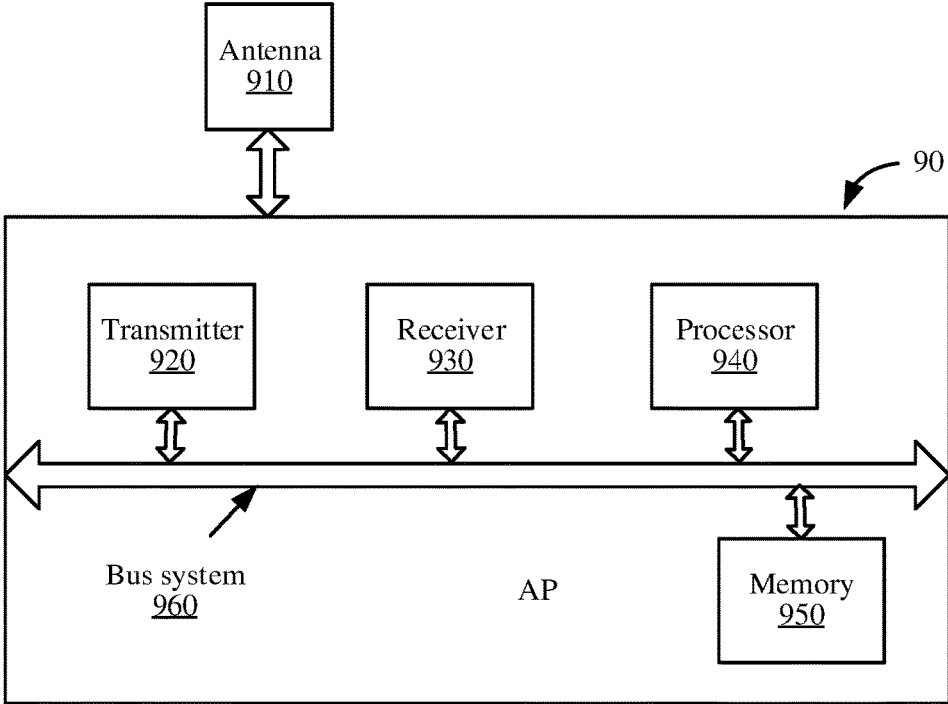 Antenna
910
90
Transmitter
920
Receiver
930
Processor
940
Bus system
960
AP
Memory
950